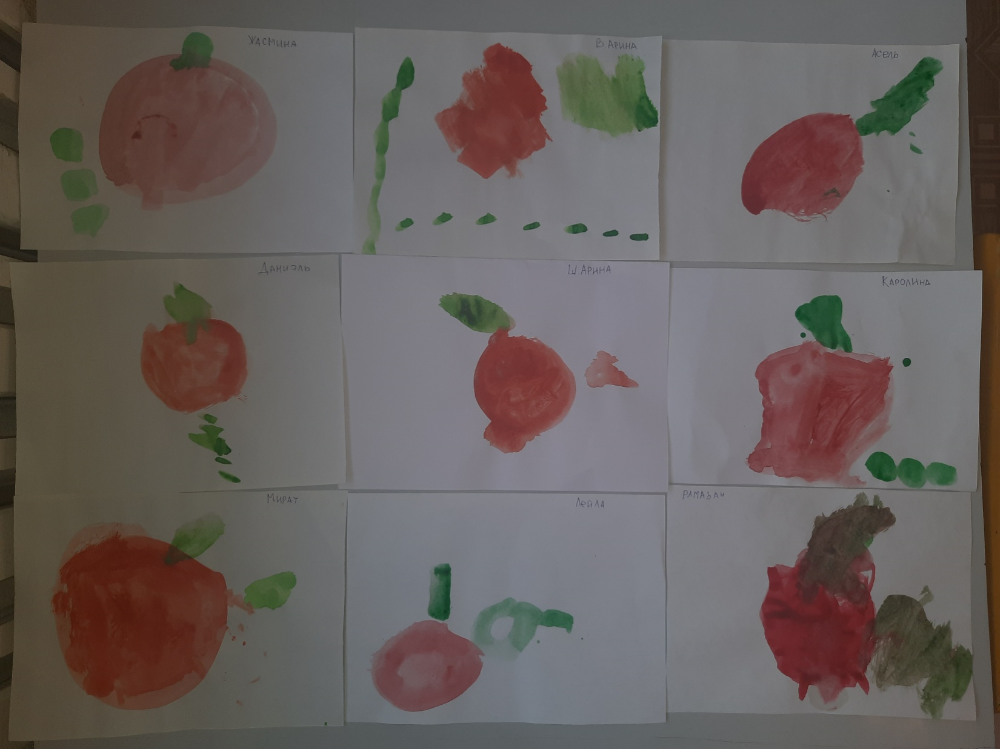 ЖАСМИНА
В. АРИНА
АСЕЛЬ
ДАНИЭЛЬ
Ш АРИНА
КАРОЛИНА
МИРАТ
ЛЕЙЛА
РАМАЗАН